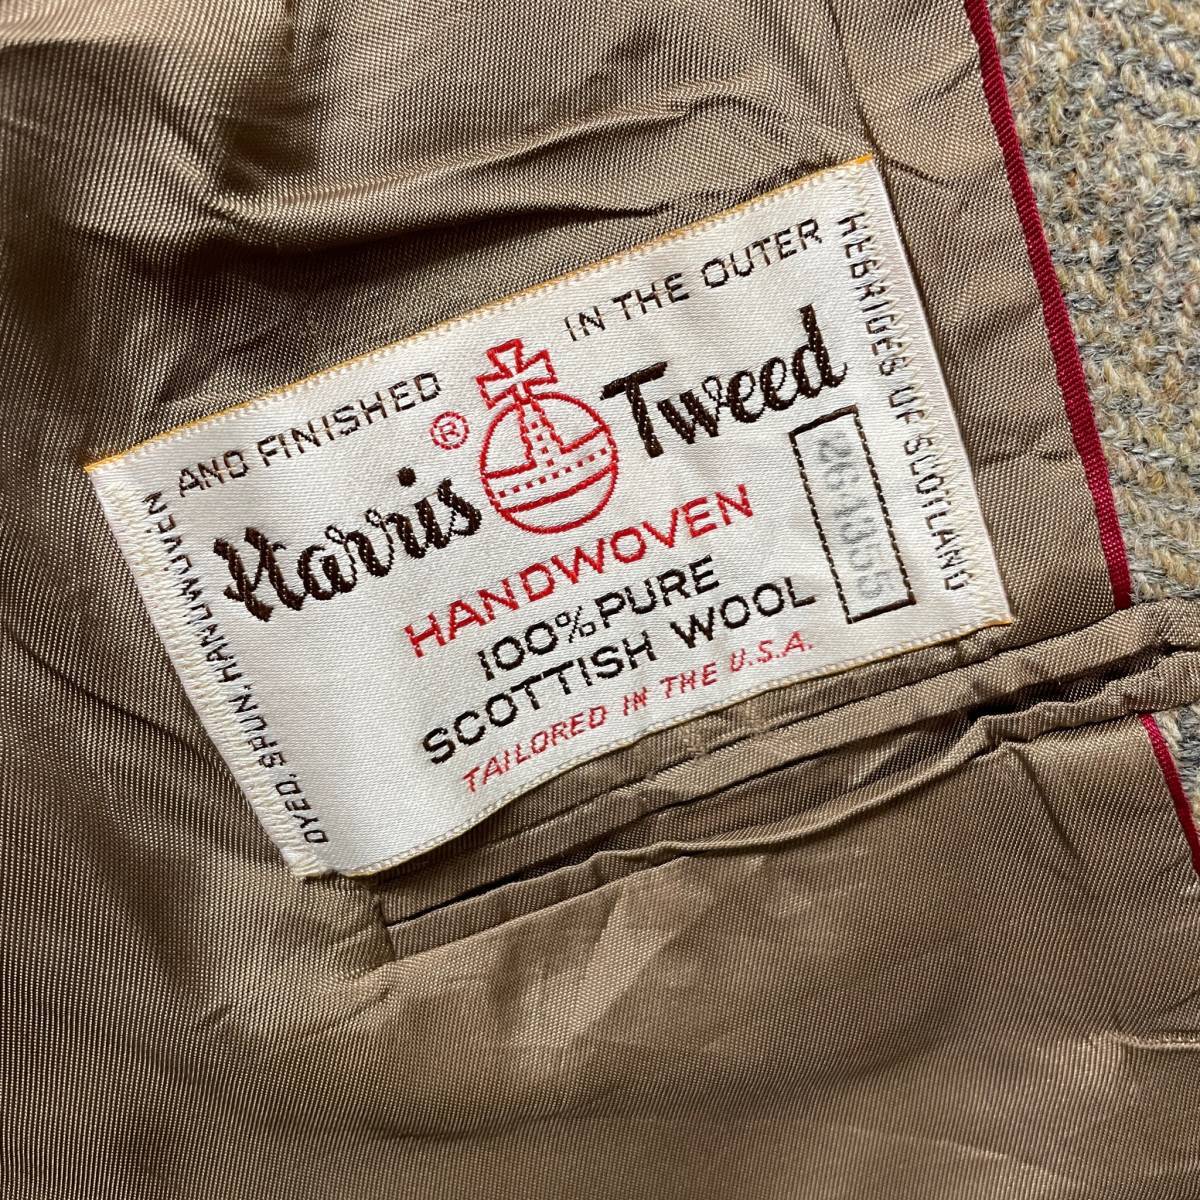 DYED, SPUN, HANDWOVEN
AND FINISHED
IN THE OUTER
HEBRIDES OF SCOTLAND
Harris ® Tweed
HANDWOVEN
100% PURE
SCOTTISH WOOL
TAILORED IN THE U.S.A.